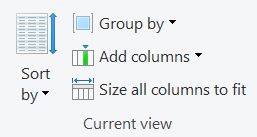 Sort
by
Group by
Add columns
Size all columns to fit
Current view